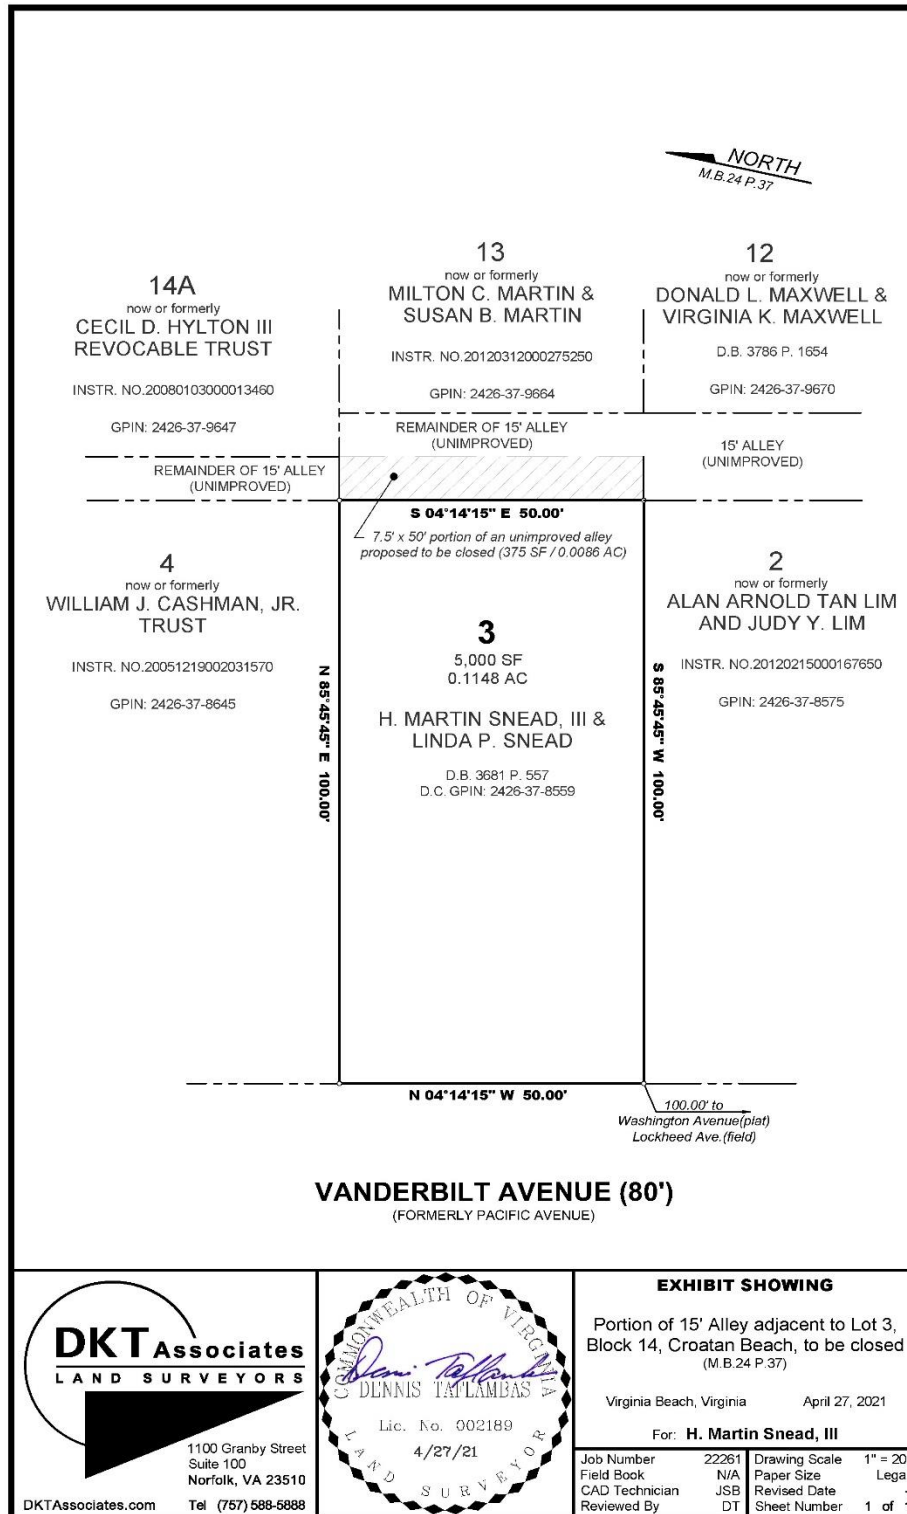 NORTH
M.B.24 P.37
14A
now or formerly
CECIL D. HYLTON III
REVOCABLE TRUST
INSTR. NO.20080103000013460
GPIN: 2426-37-9647
13
now or formerly
MILTON C. MARTIN &
SUSAN B. MARTIN
INSTR. NO.20120312000275250
GPIN: 2426-37-9664
12
now or formerly
DONALD L. MAXWELL &
VIRGINIA K. MAXWELL
D.B. 3786 P. 1654
GPIN: 2426-37-9670
REMAINDER OF 15' ALLEY
(UNIMPROVED)
15' ALLEY
(UNIMPROVED)
REMAINDER OF 15' ALLEY
(UNIMPROVED)
S 04°14'15" E 50.00'
7.5' x 50' portion of an unimproved alley
proposed to be closed (375 SF / 0.0086 AC)
4
now or formerly
WILLIAM J. CASHMAN, JR.
TRUST
INSTR. NO.20051219002031570
GPIN: 2426-37-8645
N 85°45'45" E 100.00'
3
5,000 SF
0.1148 AC
H. MARTIN SNEAD, III &
LINDA P. SNEAD
D.B. 3681 P. 557
D.C. GPIN: 2426-37-8559
S 85°45'45" W 100.00'
2
now or formerly
ALAN ARNOLD TAN LIM
AND JUDY Y. LIM
INSTR. NO.20120215000167650
GPIN: 2426-37-8575
N 04°14'15" W 50.00'
100.00' to
Washington Avenue(plat)
Lockheed Ave.(field)
VANDERBILT AVENUE (80')
(FORMERLY PACIFIC AVENUE)
DKT Associates
LAND SURVEYORS
1100 Granby Street
Suite 100
Norfolk, VA 23510
DKTAssociates.com Tel (757) 588-5888
COMMONWEALTH OF VIRGINIA
DENNIS TAFLAMBAS
Lic. No. 002189
4/27/21
LAND SURVEYOR
EXHIBIT SHOWING
Portion of 15' Alley adjacent to Lot 3,
Block 14, Croatan Beach, to be closed
(M.B.24 P.37)
Virginia Beach, Virginia April 27, 2021
For: H. Martin Snead, III
Job Number 22261 Drawing Scale 1" = 20
Field Book N/A Paper Size Lega
CAD Technician JSB Revised Date -
Reviewed By DT Sheet Number 1 of 1